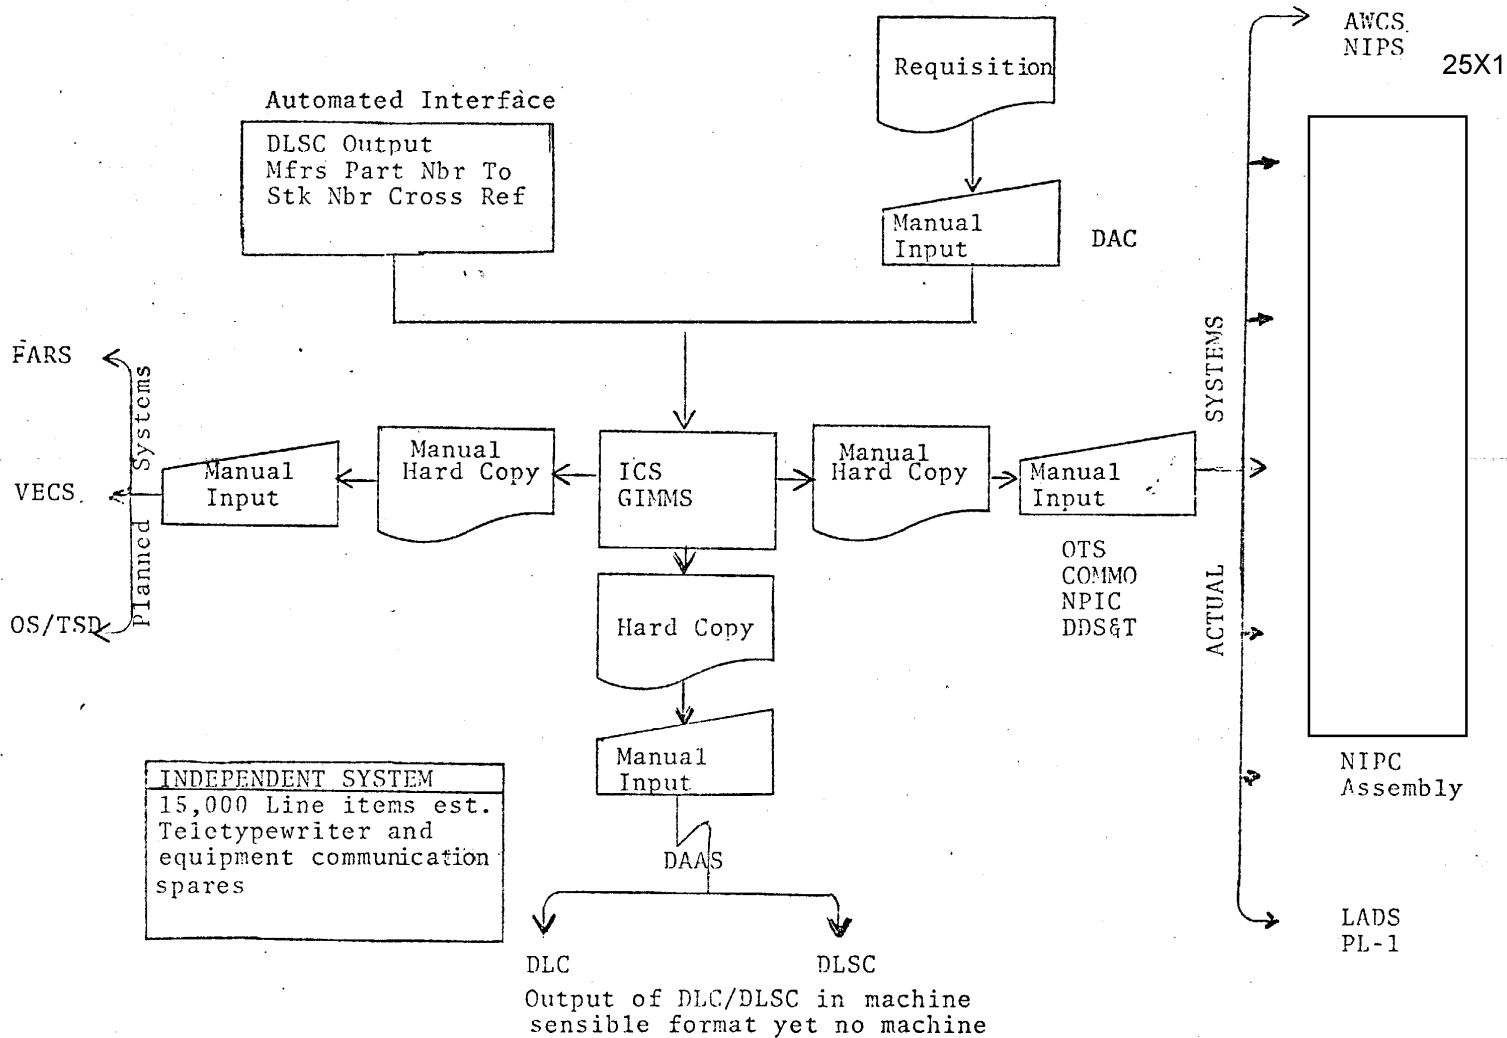 AWCS
NIPS
25X1
Requisition
Automated Interface
DLSC Output
Mfrs Part Nbr To
Stk Nbr Cross Ref
Manual
Input
DAC
FARS
VECS
OS/TSD
Planned Systems
Manual
Input
Manual
Hard Copy
ICS
GIMMS
Manual
Hard Copy
Manual
Input
OTS
COMMO
NPIC
DDS&T
ACTUAL SYSTEMS
Hard Copy
Manual
Input
DAAS
NIPC
Assembly
INDEPENDENT SYSTEM
15,000 Line items est.
Teletypewriter and
equipment communication
spares
LADS
PL-1
DLC
DLSC
Output of DLC/DLSC in machine
sensible format yet no machine